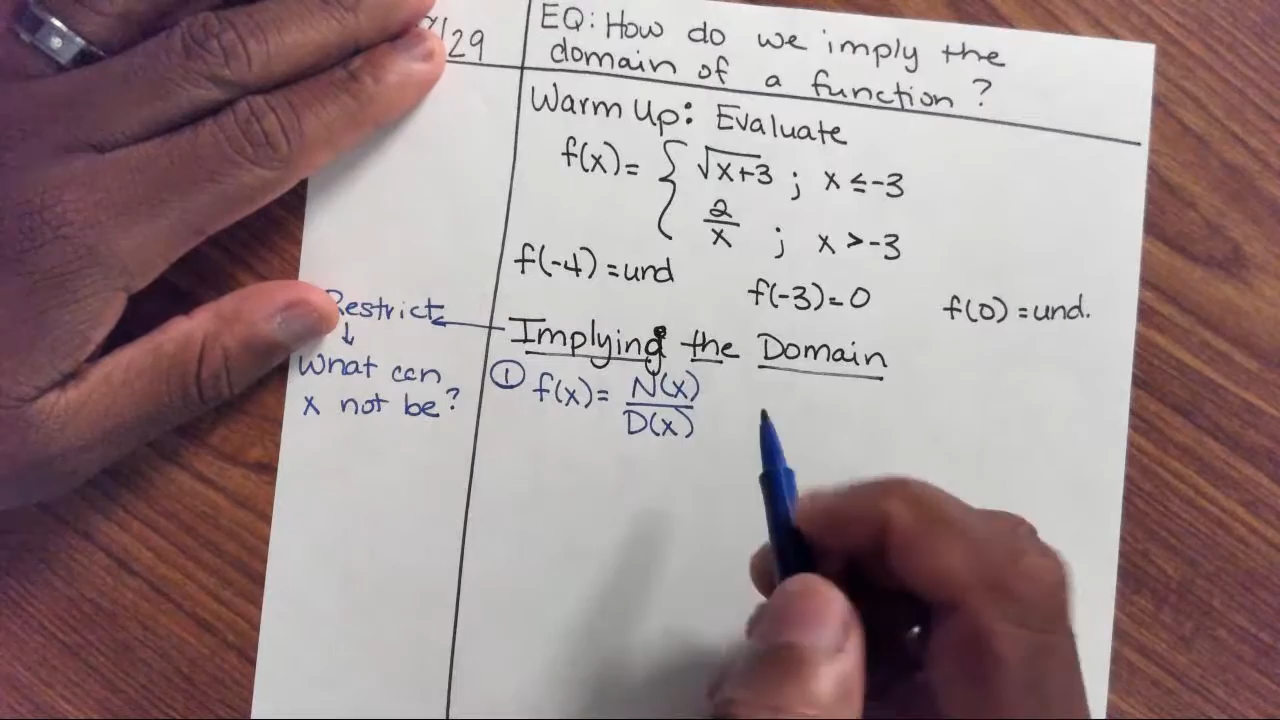 /29
EQ: How do we imply the
domain of a function?
Warm Up: Evaluate
f(x) = { √x+3 ; x ≤ -3
2/x ; x > -3
f(-4) = und
f(-3) = 0
f(0) = und.
Restrict
Implying the Domain
What can
x not be?
① f(x) = N(x)/D(x)